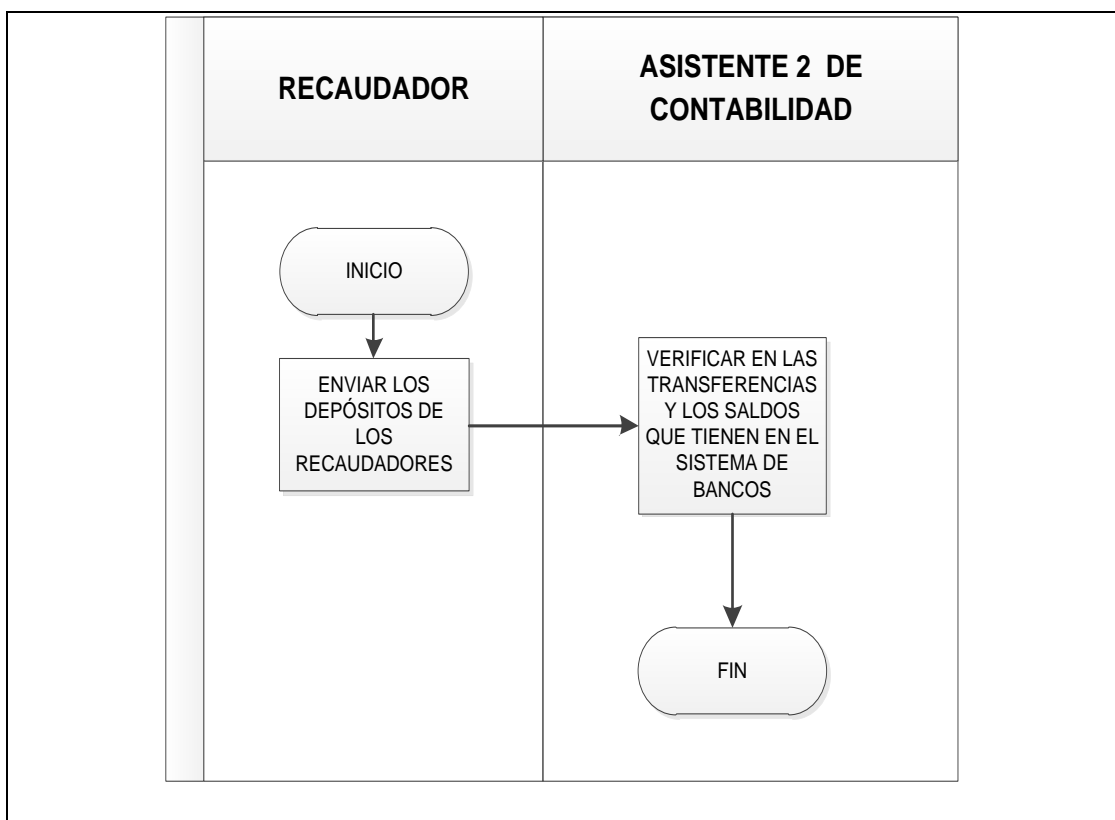 RECAUDADOR
ASISTENTE 2 DE
CONTABILIDAD
INICIO
ENVIAR LOS
DEPÓSITOS DE
LOS
RECAUDADORES
VERIFICAR EN LAS
TRANSFERENCIAS
Y LOS SALDOS
QUE TIENEN EN EL
SISTEMA DE
BANCOS
FIN